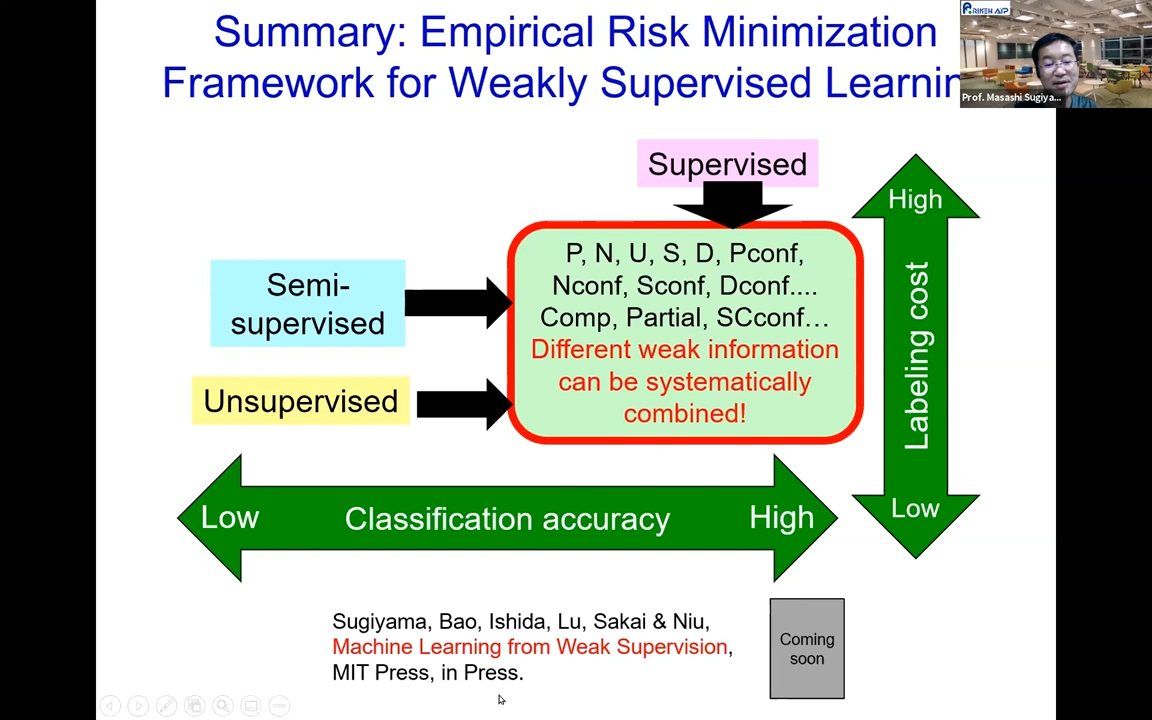 Summary: Empirical Risk Minimization
Framework for Weakly Supervised Learnin
RIKEN AIP
Prof. Masashi Sugiya...
Supervised
High
P, N, U, S, D, Pconf,
Nconf, Sconf, Dconf....
Comp, Partial, SCconf…
Different weak information
can be systematically
combined!
Semi-
supervised
Unsupervised
Labeling cost
Low
Low
Classification accuracy
High
Sugiyama, Bao, Ishida, Lu, Sakai & Niu,
Machine Learning from Weak Supervision,
MIT Press, in Press.
Coming
soon